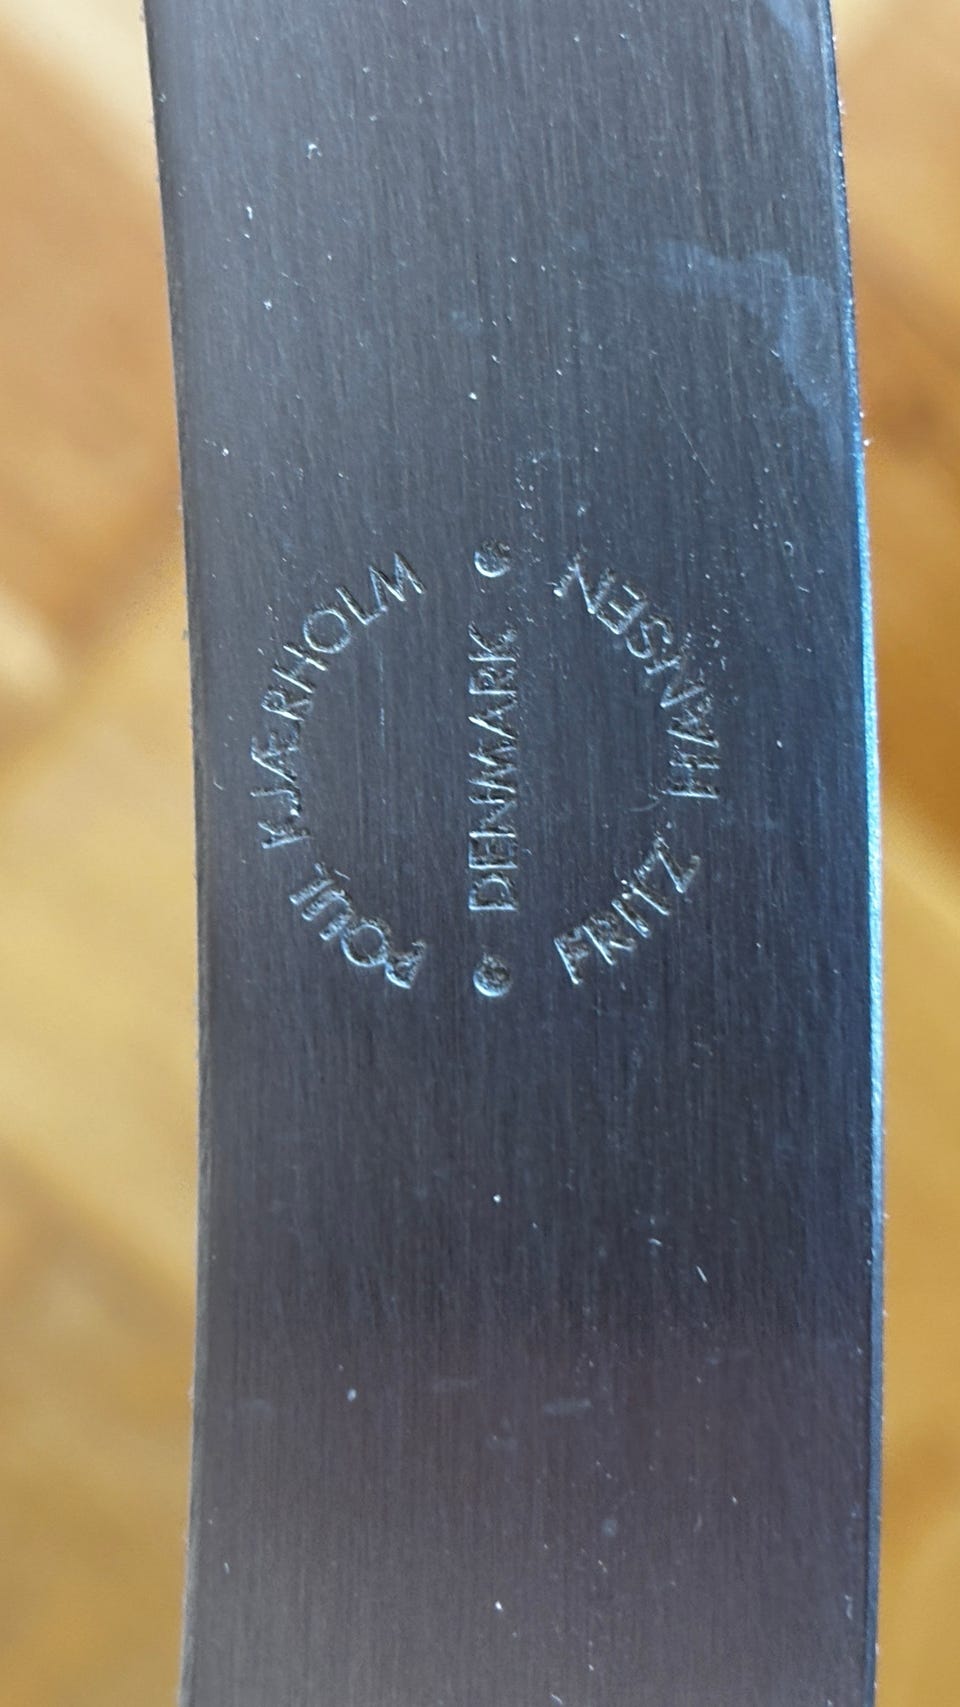 POUL KJÆRHOLM
DENMARK
FRITZ HANSEN